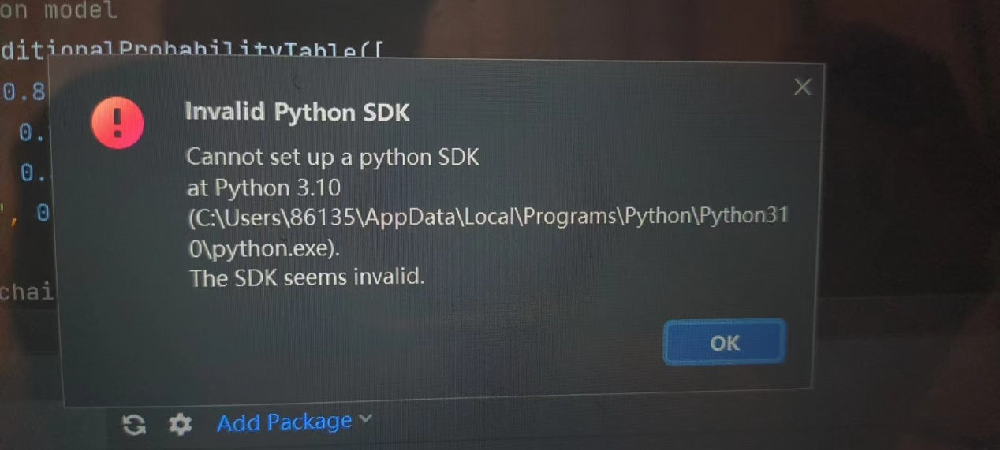 on model
ditionalProbabilityTable([
0.8
0.
0.
", 0
chai
Invalid Python SDK
Cannot set up a python SDK
at Python 3.10
(C:\Users\86135\AppData\Local\Programs\Python\Python31
0\python.exe).
The SDK seems invalid.
OK
Add Package